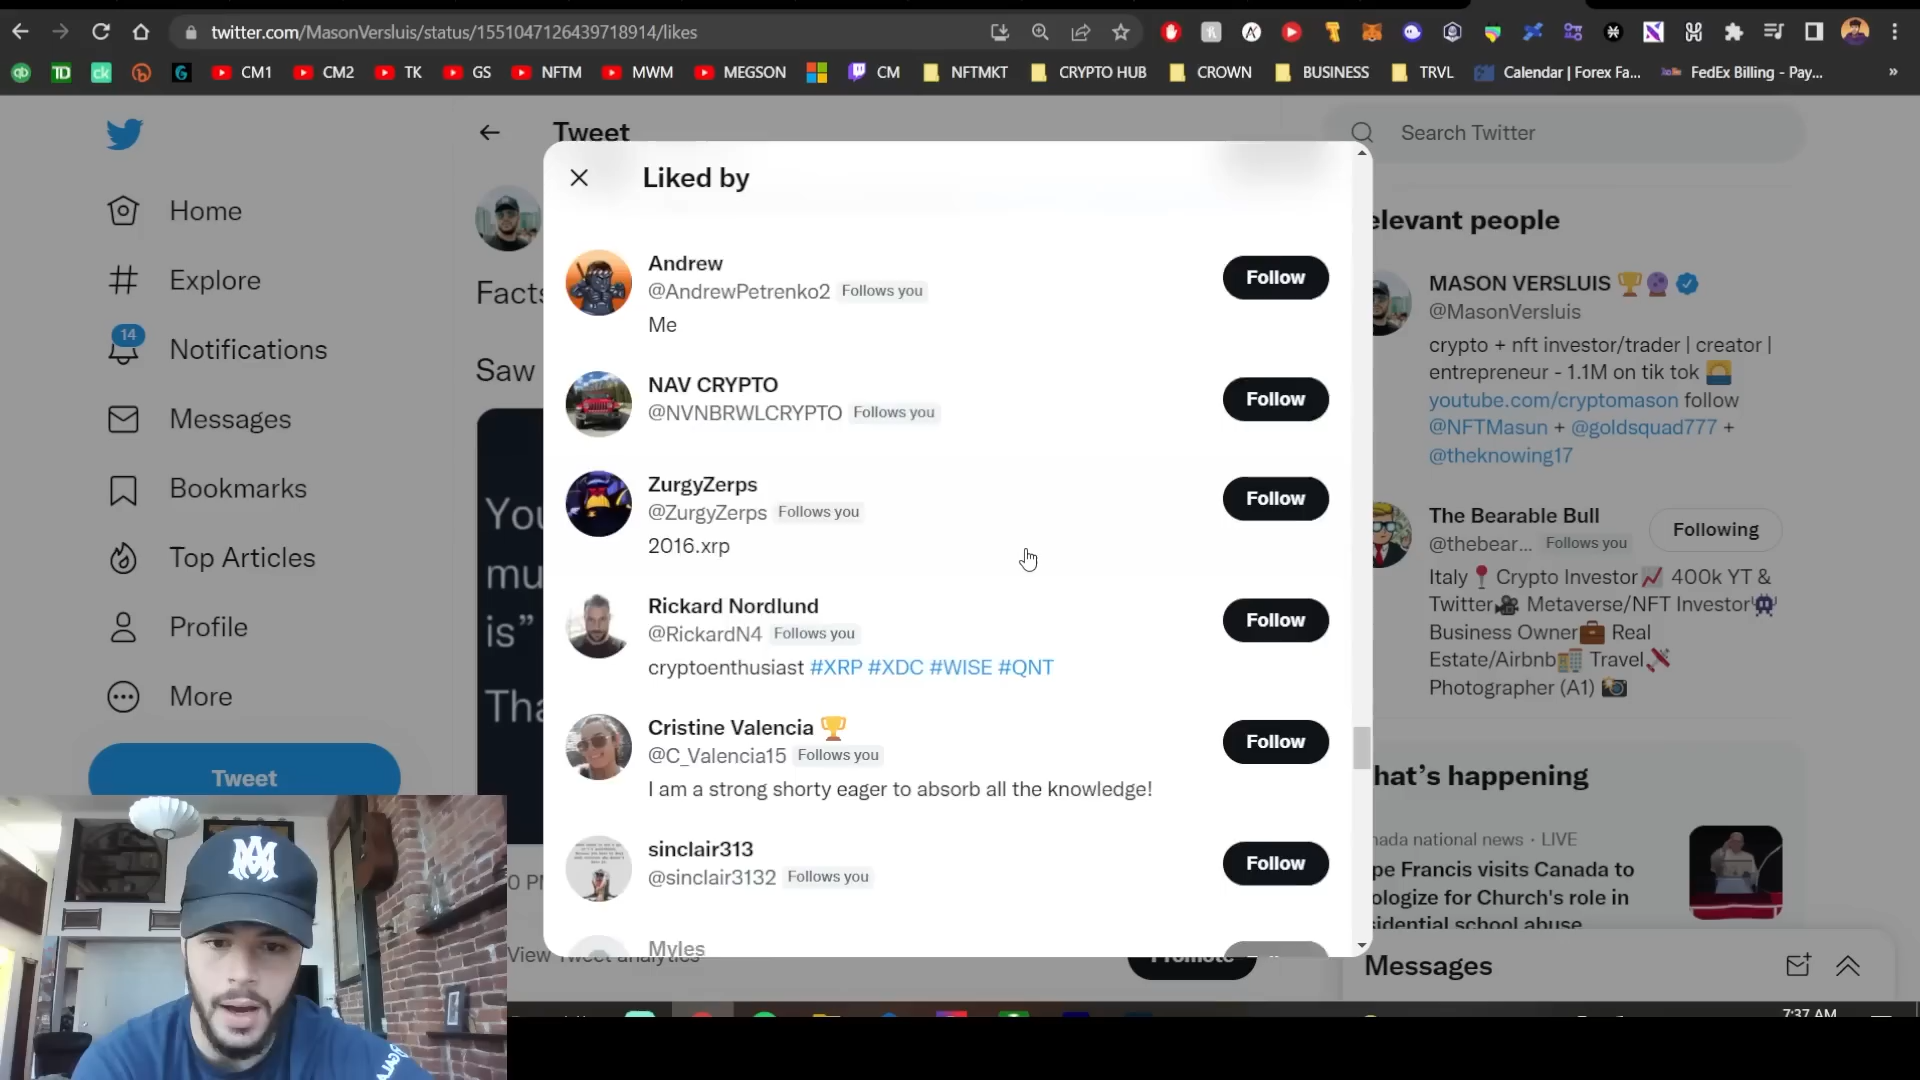 twitter.com/MasonVersluis/status/1551047126439718914/likes
CM1 CM2 TK GS NFTM MWM MEGSON CM NFTMKT CRYPTO HUB CROWN BUSINESS TRVL Calendar | Forex Fa... FedEx Billing - Pay... »
Tweet
Search Twitter
Liked by
Home
Explore
14
Notifications
Messages
Bookmarks
Top Articles
Profile
More
Tweet
Facts
Saw
You
mu
is”
Tha
Andrew
@AndrewPetrenko2 Follows you
Me
Follow
NAV CRYPTO
@NVNBRWLCRYPTO Follows you
Follow
ZurgyZerps
@ZurgyZerps Follows you
2016.xrp
Follow
Rickard Nordlund
@RickardN4 Follows you
cryptoenthusiast #XRP #XDC #WISE #QNT
Follow
Cristine Valencia 🏆
@C_Valencia15 Follows you
I am a strong shorty eager to absorb all the knowledge!
Follow
sinclair313
@sinclair3132 Follows you
Follow
Myles
0 PM
View Tweet analytics
Promote
elevant people
MASON VERSLUIS 🏆🔮
@MasonVersluis
crypto + nft investor/trader | creator |
entrepreneur - 1.1M on tik tok 🌅
youtube.com/cryptomason follow
@NFTMasun + @goldsquad777 +
@theknowing17
The Bearable Bull
@thebear... Follows you
Following
Italy📍Crypto Investor📈 400k YT &
Twitter🎥 Metaverse/NFT Investor👾
Business Owner💼 Real
Estate/Airbnb🏨 Travel🛩
Photographer (A1) 📸
hat’s happening
nada national news · LIVE
pe Francis visits Canada to
ologize for Church's role in
sidential school abuse
Messages
7:37 AM